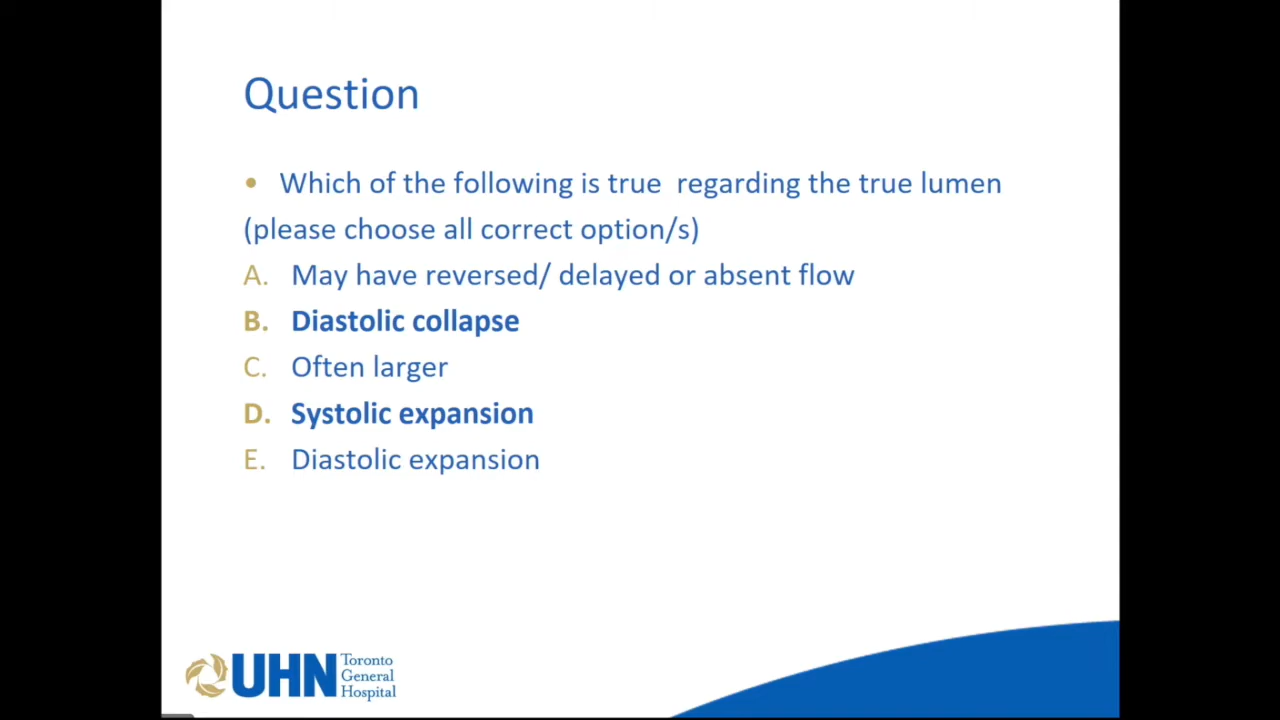 Question
• Which of the following is true regarding the true lumen
(please choose all correct option/s)
A. May have reversed/ delayed or absent flow
B. Diastolic collapse
C. Often larger
D. Systolic expansion
E. Diastolic expansion
UHN
Toronto
General
Hospital